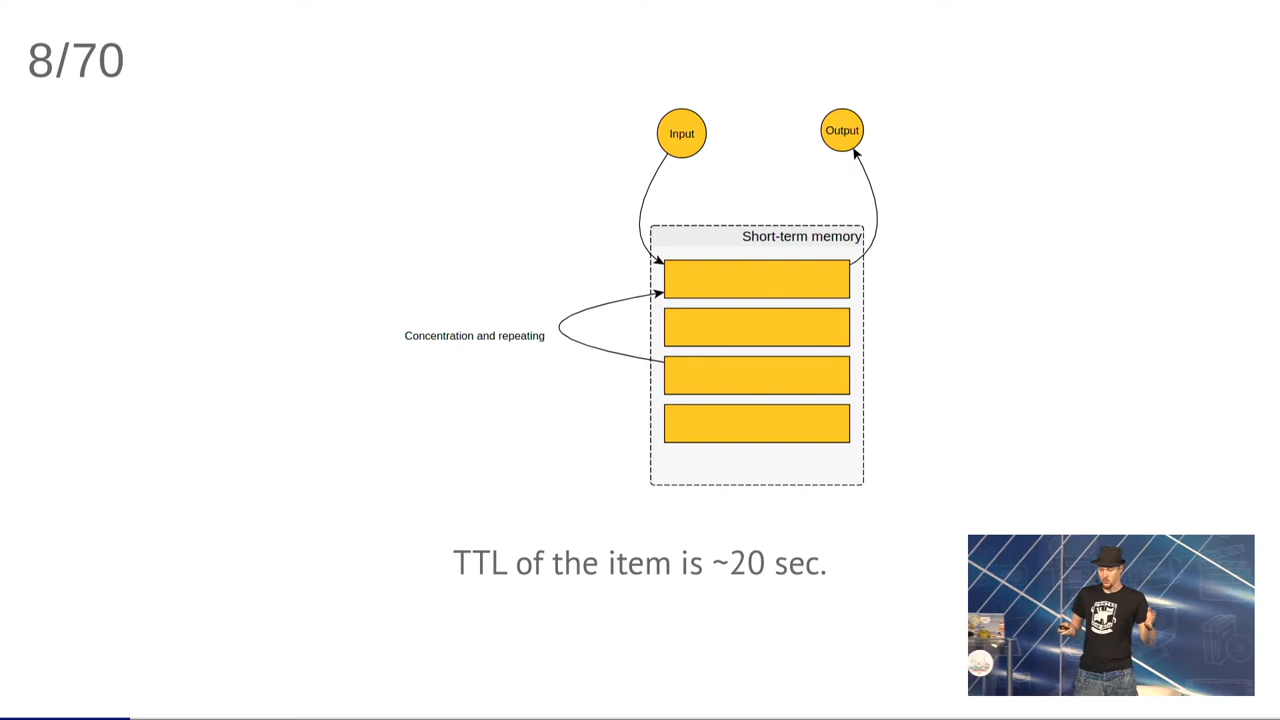 8/70
Input
Output
Short-term memory
Concentration and repeating
TTL of the item is ~20 sec.